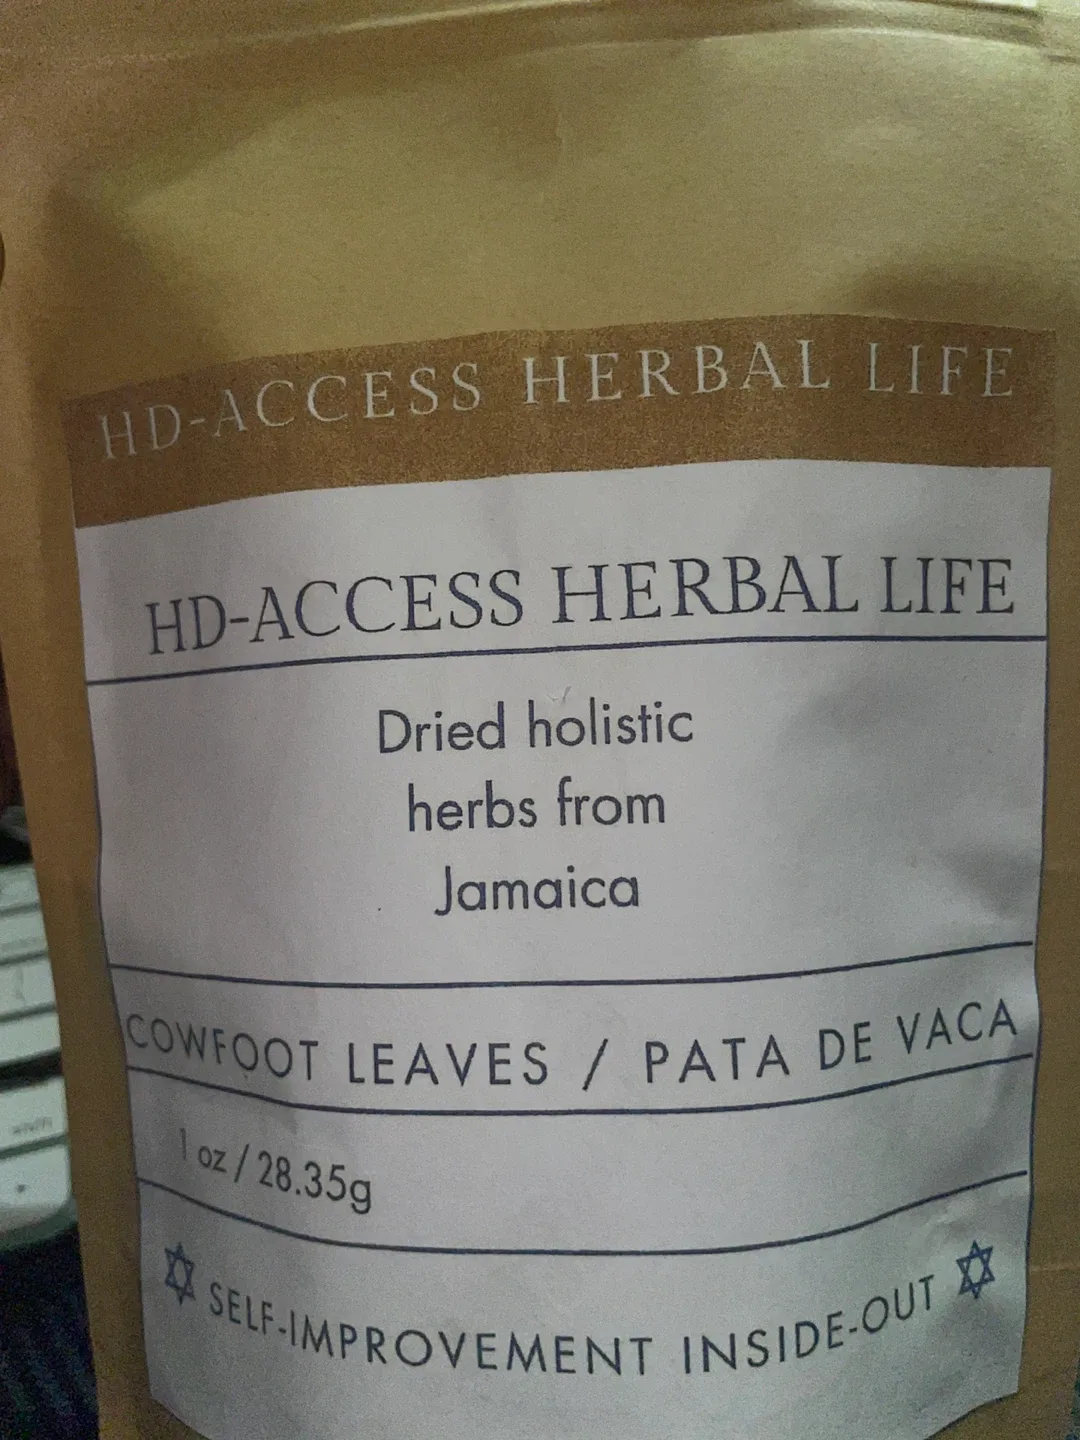 HD-ACCESS HERBAL LIFE
HD-ACCESS HERBAL LIFE
Dried holistic
herbs from
Jamaica
COWFOOT LEAVES / PATA DE VACA
1 oz / 28.35g
SELF-IMPROVEMENT INSIDE-OUT